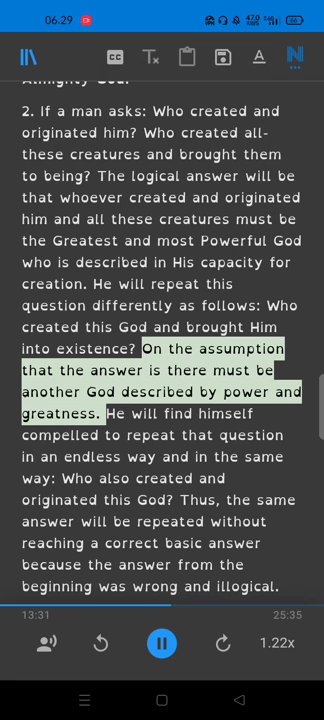 06.29
470
KB/S
66
CC
Almighty God.
2. If a man asks: Who created and
originated him? Who created all-
these creatures and brought them
to being? The logical answer will be
that whoever created and originated
him and all these creatures must be
the Greatest and most Powerful God
who is described in His capacity for
creation. He will repeat this
question differently as follows: Who
created this God and brought Him
into existence? On the assumption
that the answer is there must be
another God described by power and
greatness. He will find himself
compelled to repeat that question
in an endless way and in the same
way: Who also created and
originated this God? Thus, the same
answer will be repeated without
reaching a correct basic answer
because the answer from the
beginning was wrong and illogical.
13:31 25:35
1.22x